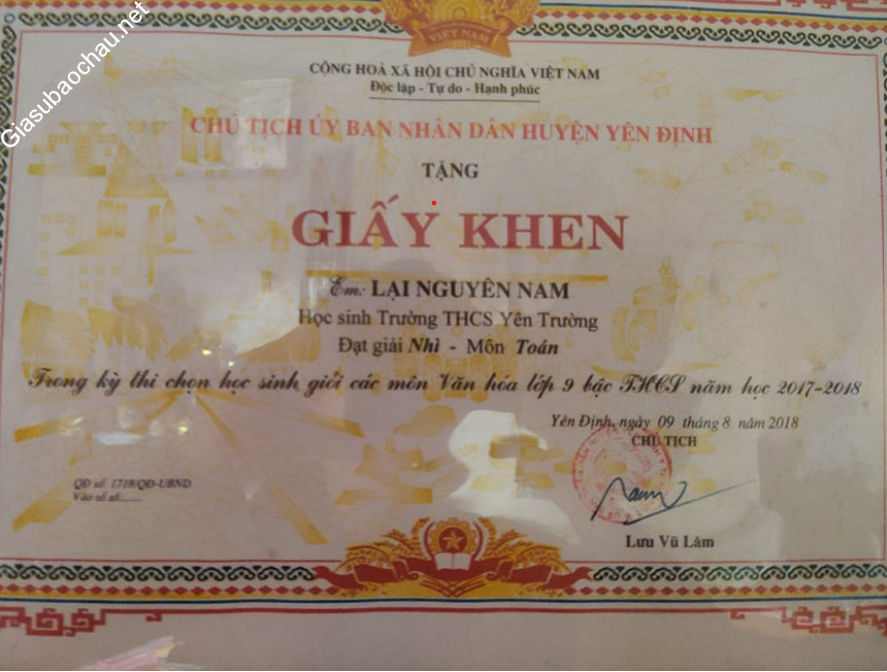 Giasubaochau.net
VIỆT NAM
CỘNG HOÀ XÃ HỘI CHỦ NGHĨA VIỆT NAM
Độc lập - Tự do - Hạnh phúc
CHỦ TỊCH ỦY BAN NHÂN DÂN HUYỆN YÊN ĐỊNH
TẶNG
GIẤY KHEN
Em: LẠI NGUYÊN NAM
Học sinh Trường THCS Yên Trường
Đạt giải Nhì - Môn Toán
Trong kỳ thi chọn học sinh giỏi các môn Văn hóa lớp 9 bậc THCS năm học 2017-2018
Yên Định, ngày 09 tháng 8 năm 2018
CHỦ TỊCH
QĐ số: 1718/QĐ-UBND
Vào sổ số:......
Lưu Vũ Lâm